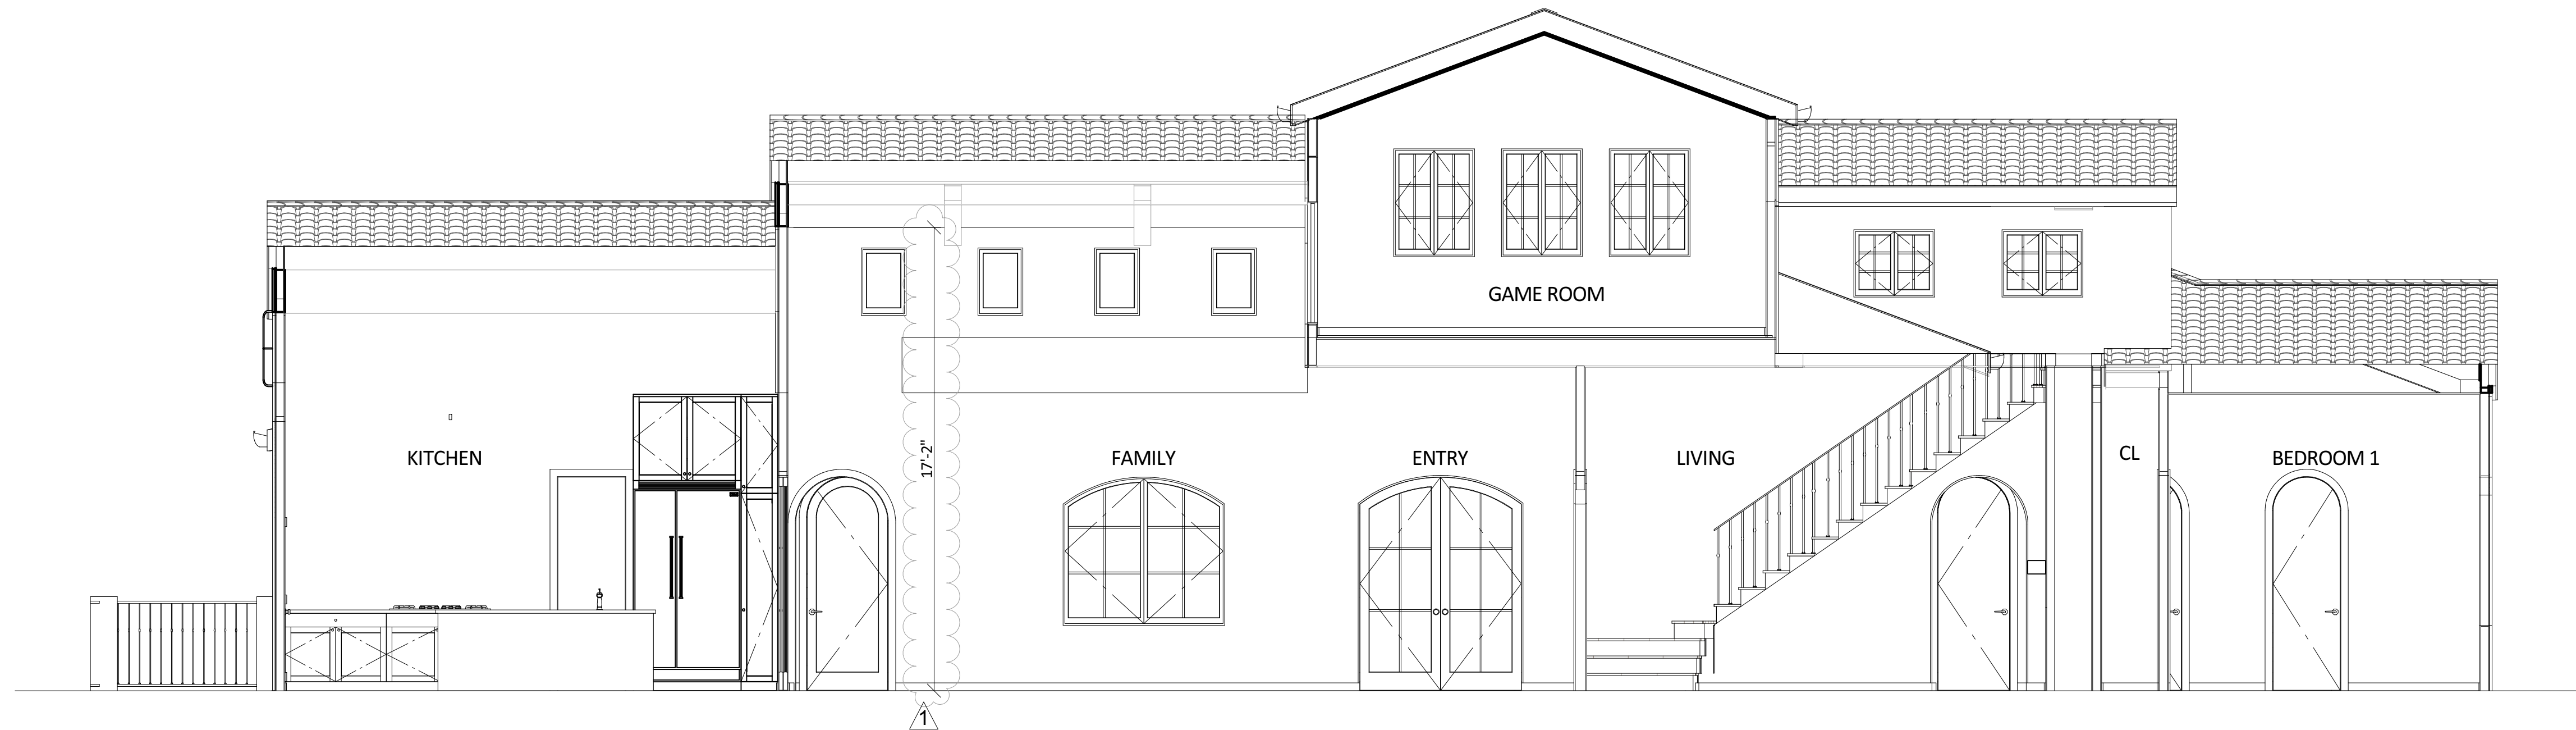 GAME ROOM
KITCHEN
17'-2"
FAMILY
ENTRY
LIVING
CL
BEDROOM 1
1